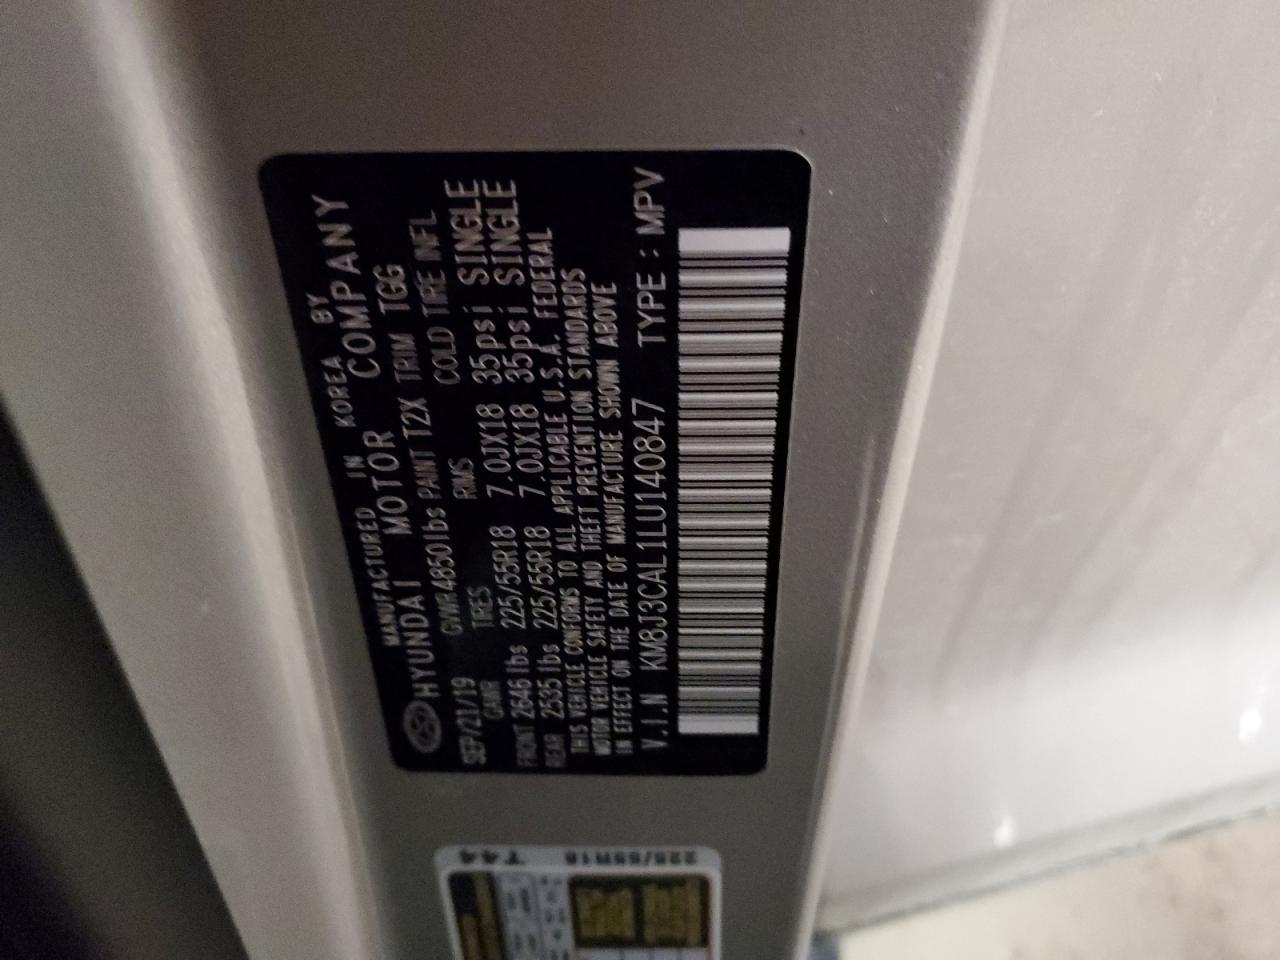 MANUFACTURED IN KOREA BY
HYUNDAI MOTOR COMPANY
SEP/21/19 GVWR 4850lbs PAINT T2X TRIM TGG
GAWR TIRES RIMS COLD TIRE INFL
FRONT 2646 lbs 225/55R18 7.0JX18 35psi SINGLE
REAR 2535 lbs 225/55R18 7.0JX18 35psi SINGLE
THIS VEHICLE CONFORMS TO ALL APPLICABLE U.S.A. FEDERAL
MOTOR VEHICLE SAFETY AND THEFT PREVENTION STANDARDS
IN EFFECT ON THE DATE OF MANUFACTURE SHOWN ABOVE
V.I.N KM8J3CAL1LU140847 TYPE : MPV
225/55R18 T44